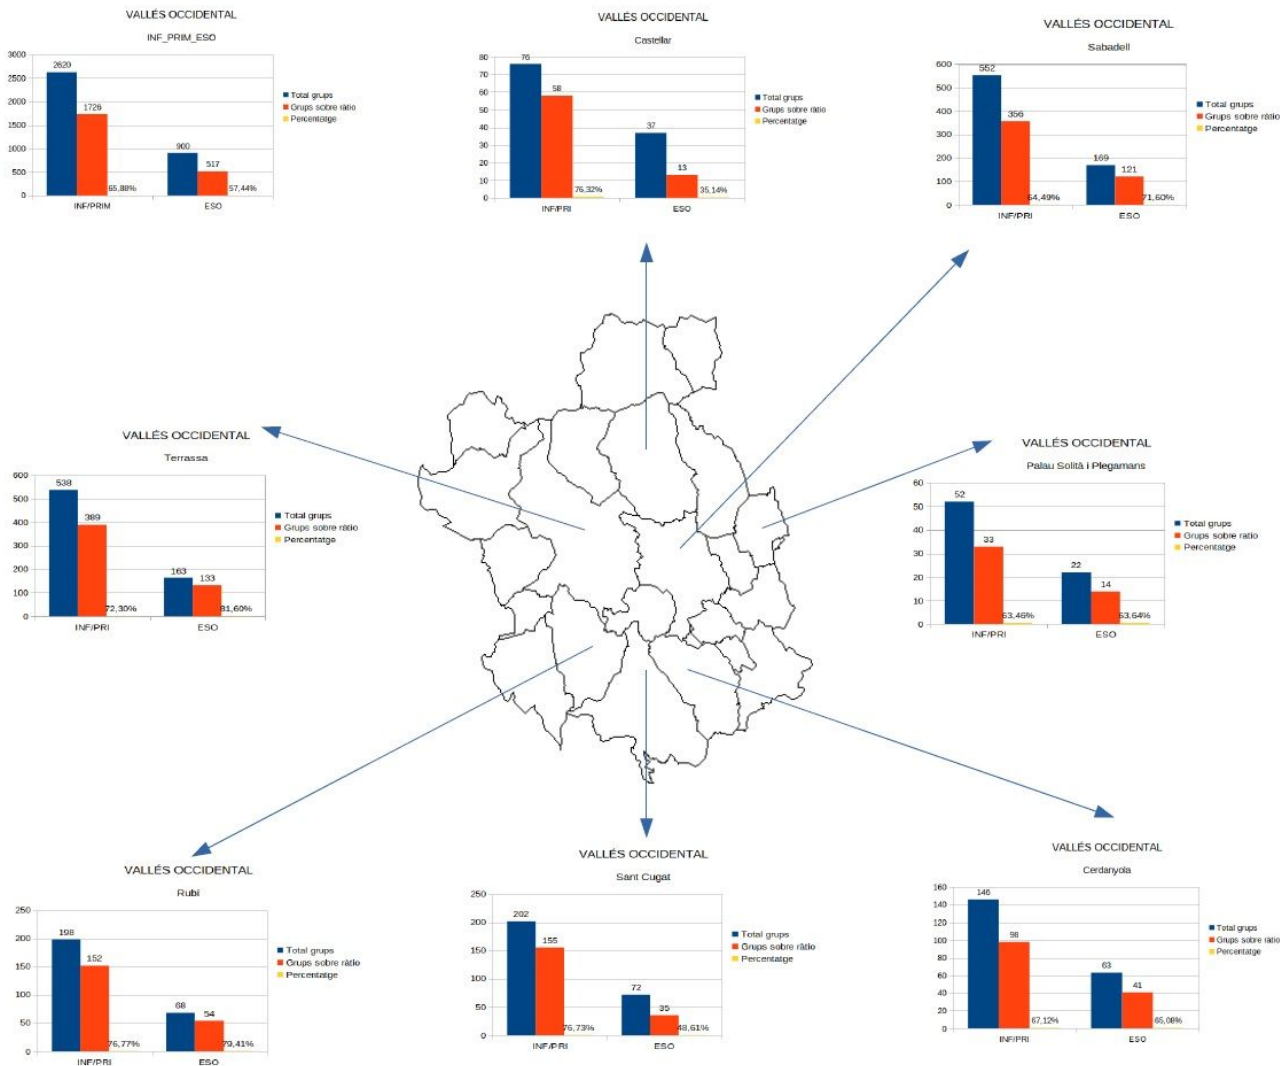 VALLÉS OCCIDENTAL
INF_PRIM_ESO
3000
2500
2000
1500
1000
500
0
2620
1726
65,88%
900
517
57,44%
INF/PRIM
ESO
Total grups
Grups sobre ràtio
Percentatge
VALLÉS OCCIDENTAL
Castellar
80
70
60
50
40
30
20
10
0
76
58
76,32%
37
13
35,14%
INF/PRI
ESO
Total grups
Grups sobre ràtio
Percentatge
VALLÉS OCCIDENTAL
Sabadell
600
500
400
300
200
100
0
552
356
64,49%
169
121
71,60%
INF/PRI
ESO
Total grups
Grups sobre ràtio
Percentatge
VALLÉS OCCIDENTAL
Terrassa
600
500
400
300
200
100
0
538
389
72,30%
163
133
81,60%
INF/PRI
ESO
Total grups
Grups sobre ràtio
Percentatge
VALLÉS OCCIDENTAL
Palau Solità i Plegamans
60
50
40
30
20
10
0
52
33
63,46%
22
14
63,64%
INF/PRI
ESO
Total grups
Grups sobre ràtio
Percentatge
VALLÉS OCCIDENTAL
Rubí
250
200
150
100
50
0
198
152
76,77%
68
54
79,41%
INF/PRI
ESO
Total grups
Grups sobre ràtio
Percentatge
VALLÉS OCCIDENTAL
Sant Cugat
250
200
150
100
50
0
202
155
76,73%
72
35
48,61%
INF/PRI
ESO
Total grups
Grups sobre ràtio
Percentatge
VALLÉS OCCIDENTAL
Cerdanyola
160
140
120
100
80
60
40
20
0
146
98
67,12%
63
41
65,08%
INF/PRI
ESO
Total grups
Grups sobre ràtio
Percentatge